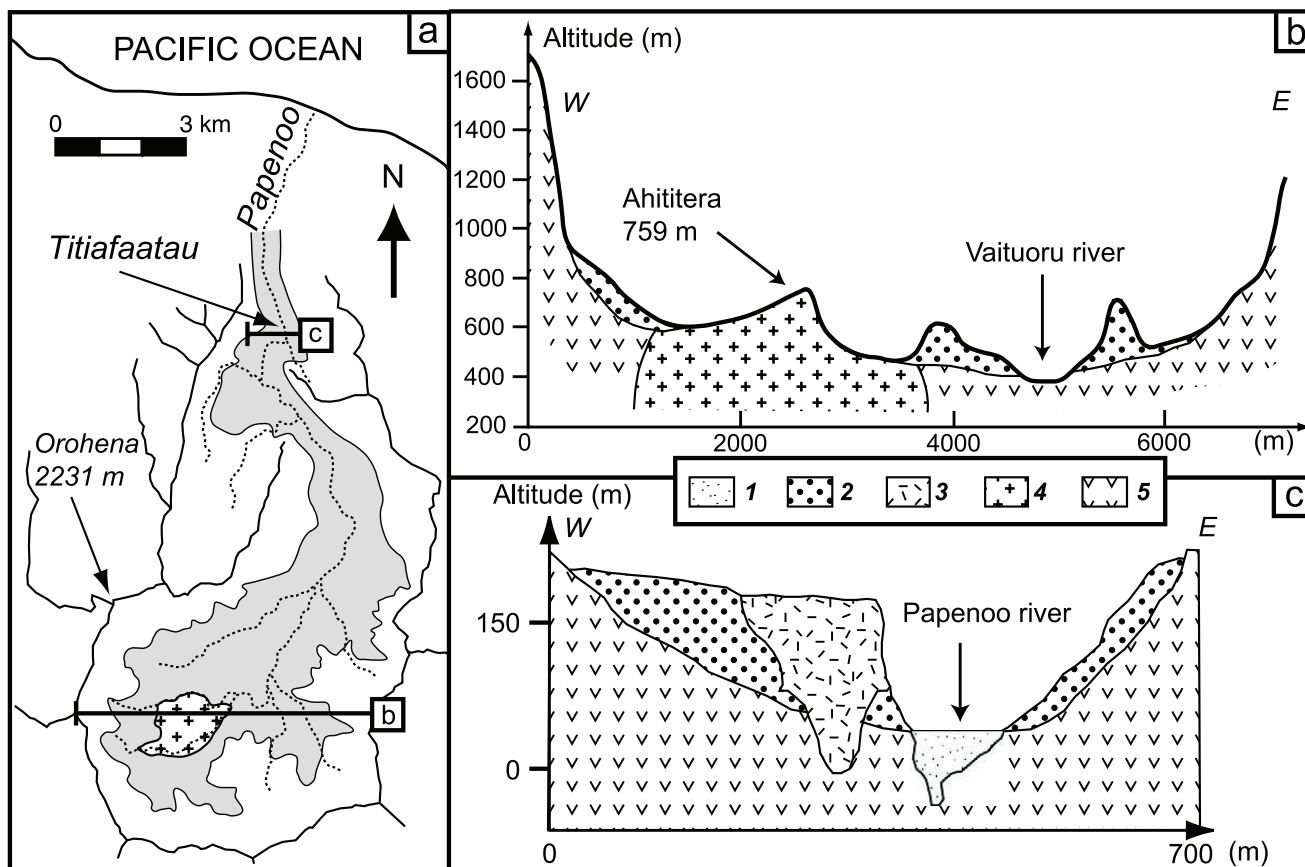 a
PACIFIC OCEAN
0 3 km
Papenoo
N
Titiafaatau
c
Orohena
2231 m
b
b
Altitude (m)
W
E
1600
1400
1200
1000
800
600
400
200
Ahititera
759 m
Vaituoru river
0 2000 4000 6000 (m)
1 2 3 4 5
c
Altitude (m)
W
E
150
0
Papenoo river
0 700
(m)